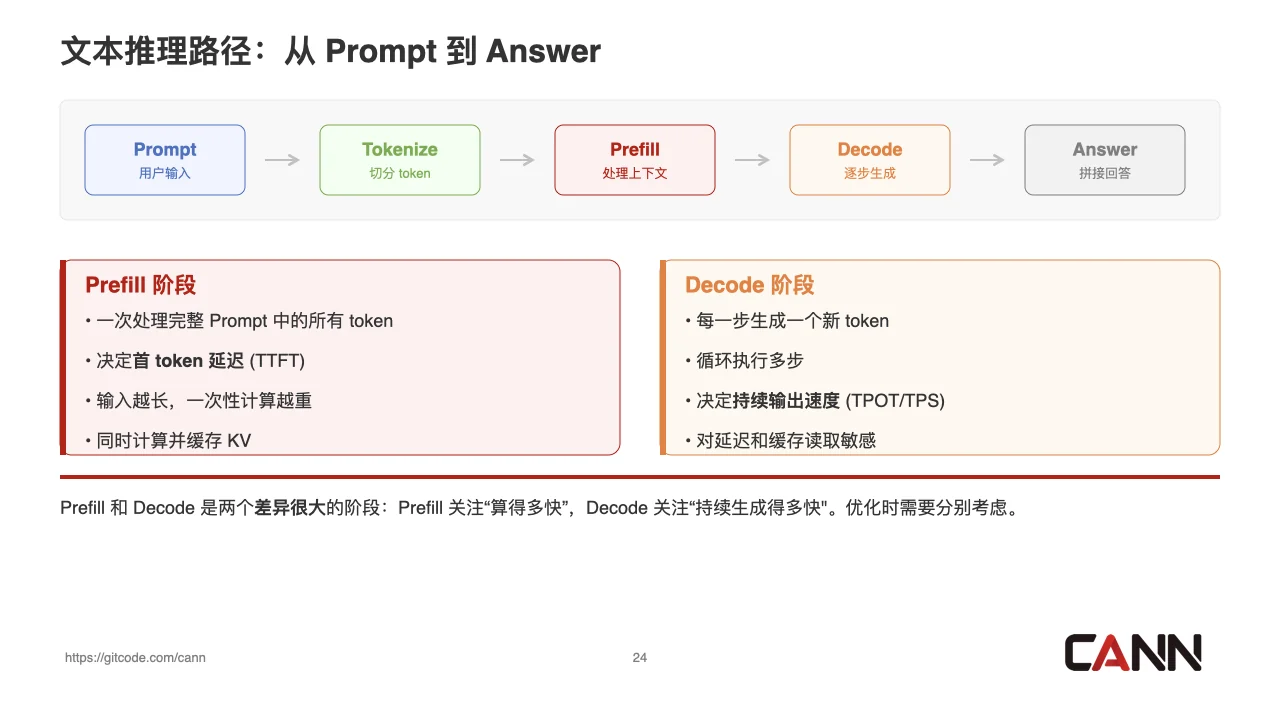 文本推理路径：从 Prompt 到 Answer
Prompt
用户输入
Tokenize
切分 token
Prefill
处理上下文
Decode
逐步生成
Answer
拼接回答
Prefill 阶段
• 一次处理完整 Prompt 中的所有 token
• 决定首 token 延迟 (TTFT)
• 输入越长，一次性计算越重
• 同时计算并缓存 KV
Decode 阶段
• 每一步生成一个新 token
• 循环执行多步
• 决定持续输出速度 (TPOT/TPS)
• 对延迟和缓存读取敏感
Prefill 和 Decode 是两个差异很大的阶段：Prefill 关注“算得多快”，Decode 关注“持续生成得多快"。优化时需要分别考虑。
https://gitcode.com/cann
24
CANN